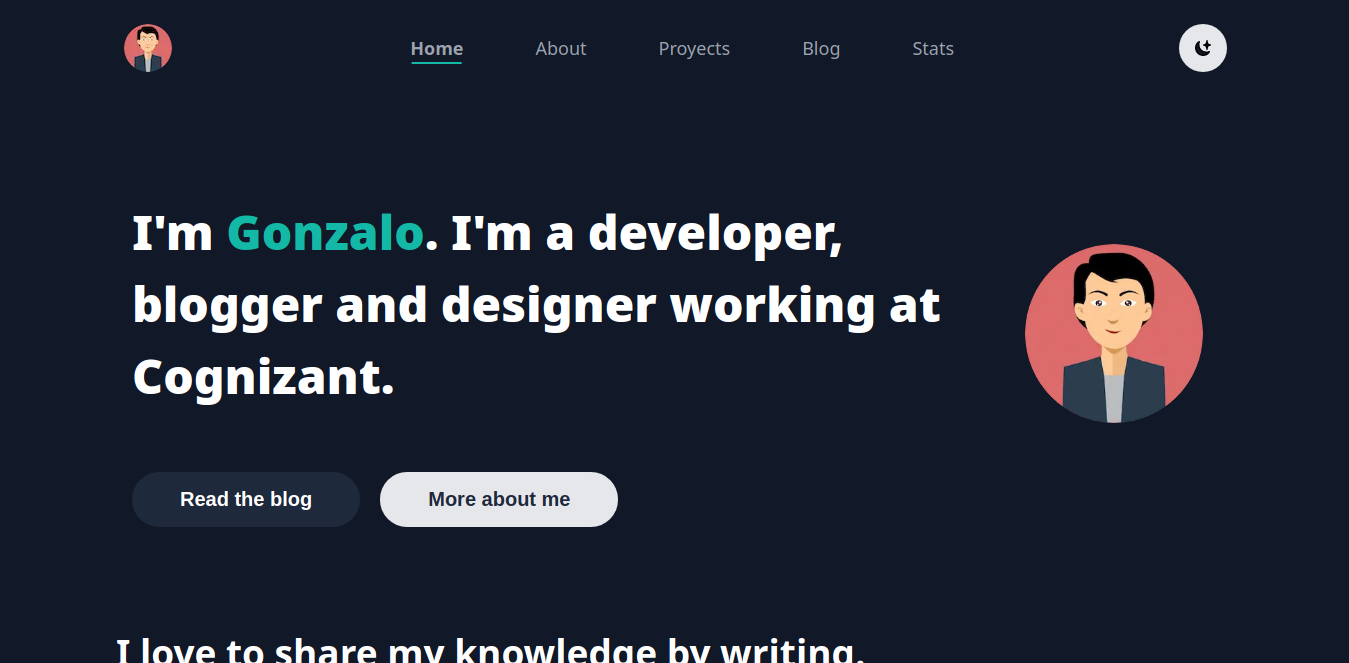 Home About Proyects Blog Stats
I'm Gonzalo. I'm a developer,
blogger and designer working at
Cognizant.
Read the blog More about me
I love to share my knowledge by writing.